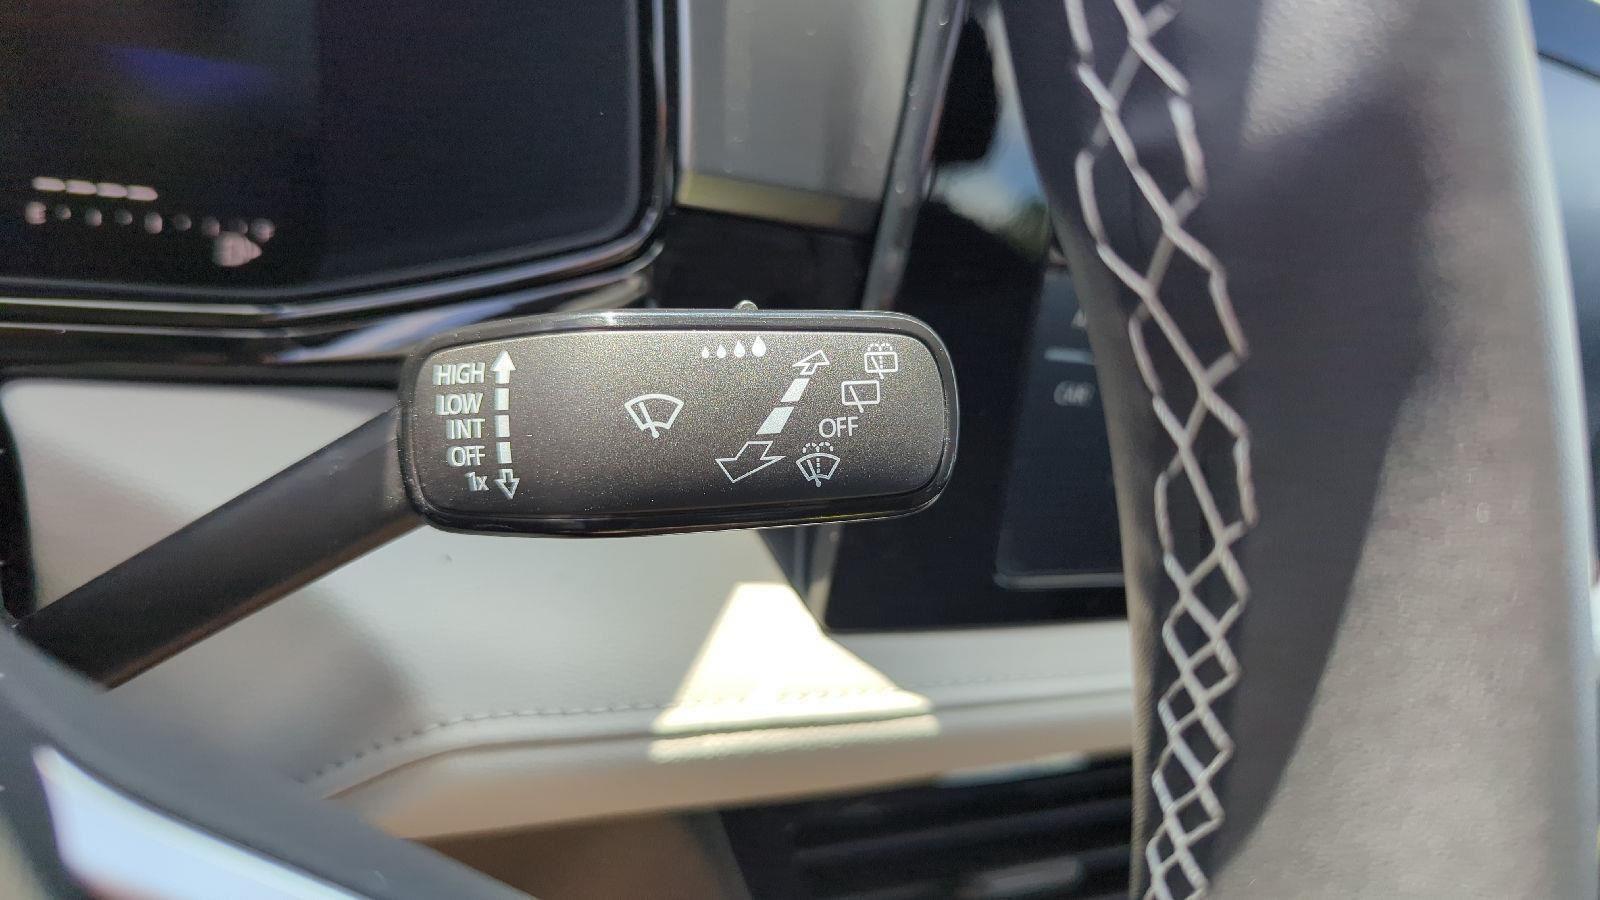 HIGH
LOW
INT
OFF
1x
OFF